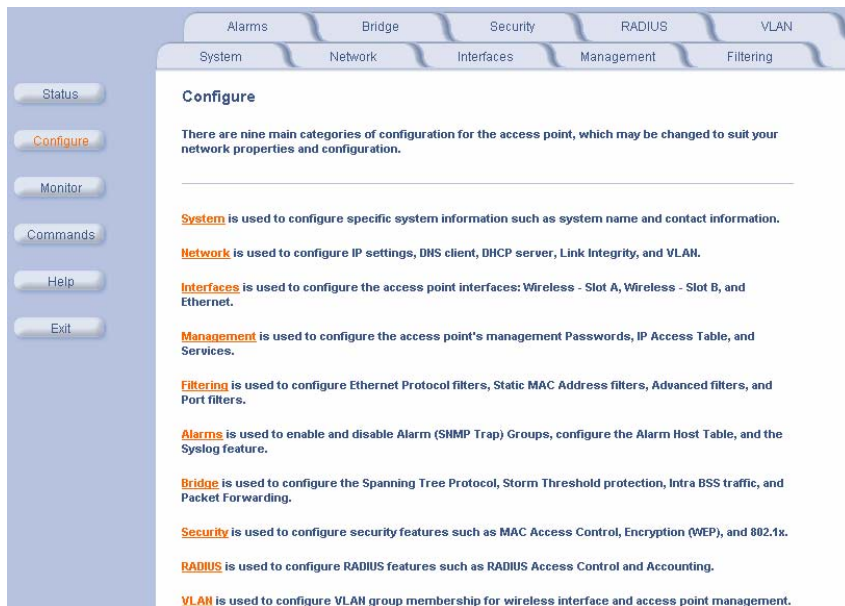 Alarms Bridge Security RADIUS VLAN
System Network Interfaces Management Filtering
Status
Configure
Monitor
Commands
Help
Exit
Configure
There are nine main categories of configuration for the access point, which may be changed to suit your
network properties and configuration.
System is used to configure specific system information such as system name and contact information.
Network is used to configure IP settings, DNS client, DHCP server, Link Integrity, and VLAN.
Interfaces is used to configure the access point interfaces: Wireless - Slot A, Wireless - Slot B, and
Ethernet.
Management is used to configure the access point's management Passwords, IP Access Table, and
Services.
Filtering is used to configure Ethernet Protocol filters, Static MAC Address filters, Advanced filters, and
Port filters.
Alarms is used to enable and disable Alarm (SNMP Trap) Groups, configure the Alarm Host Table, and the
Syslog feature.
Bridge is used to configure the Spanning Tree Protocol, Storm Threshold protection, Intra BSS traffic, and
Packet Forwarding.
Security is used to configure security features such as MAC Access Control, Encryption (WEP), and 802.1x.
RADIUS is used to configure RADIUS features such as RADIUS Access Control and Accounting.
VLAN is used to configure VLAN group membership for wireless interface and access point management.